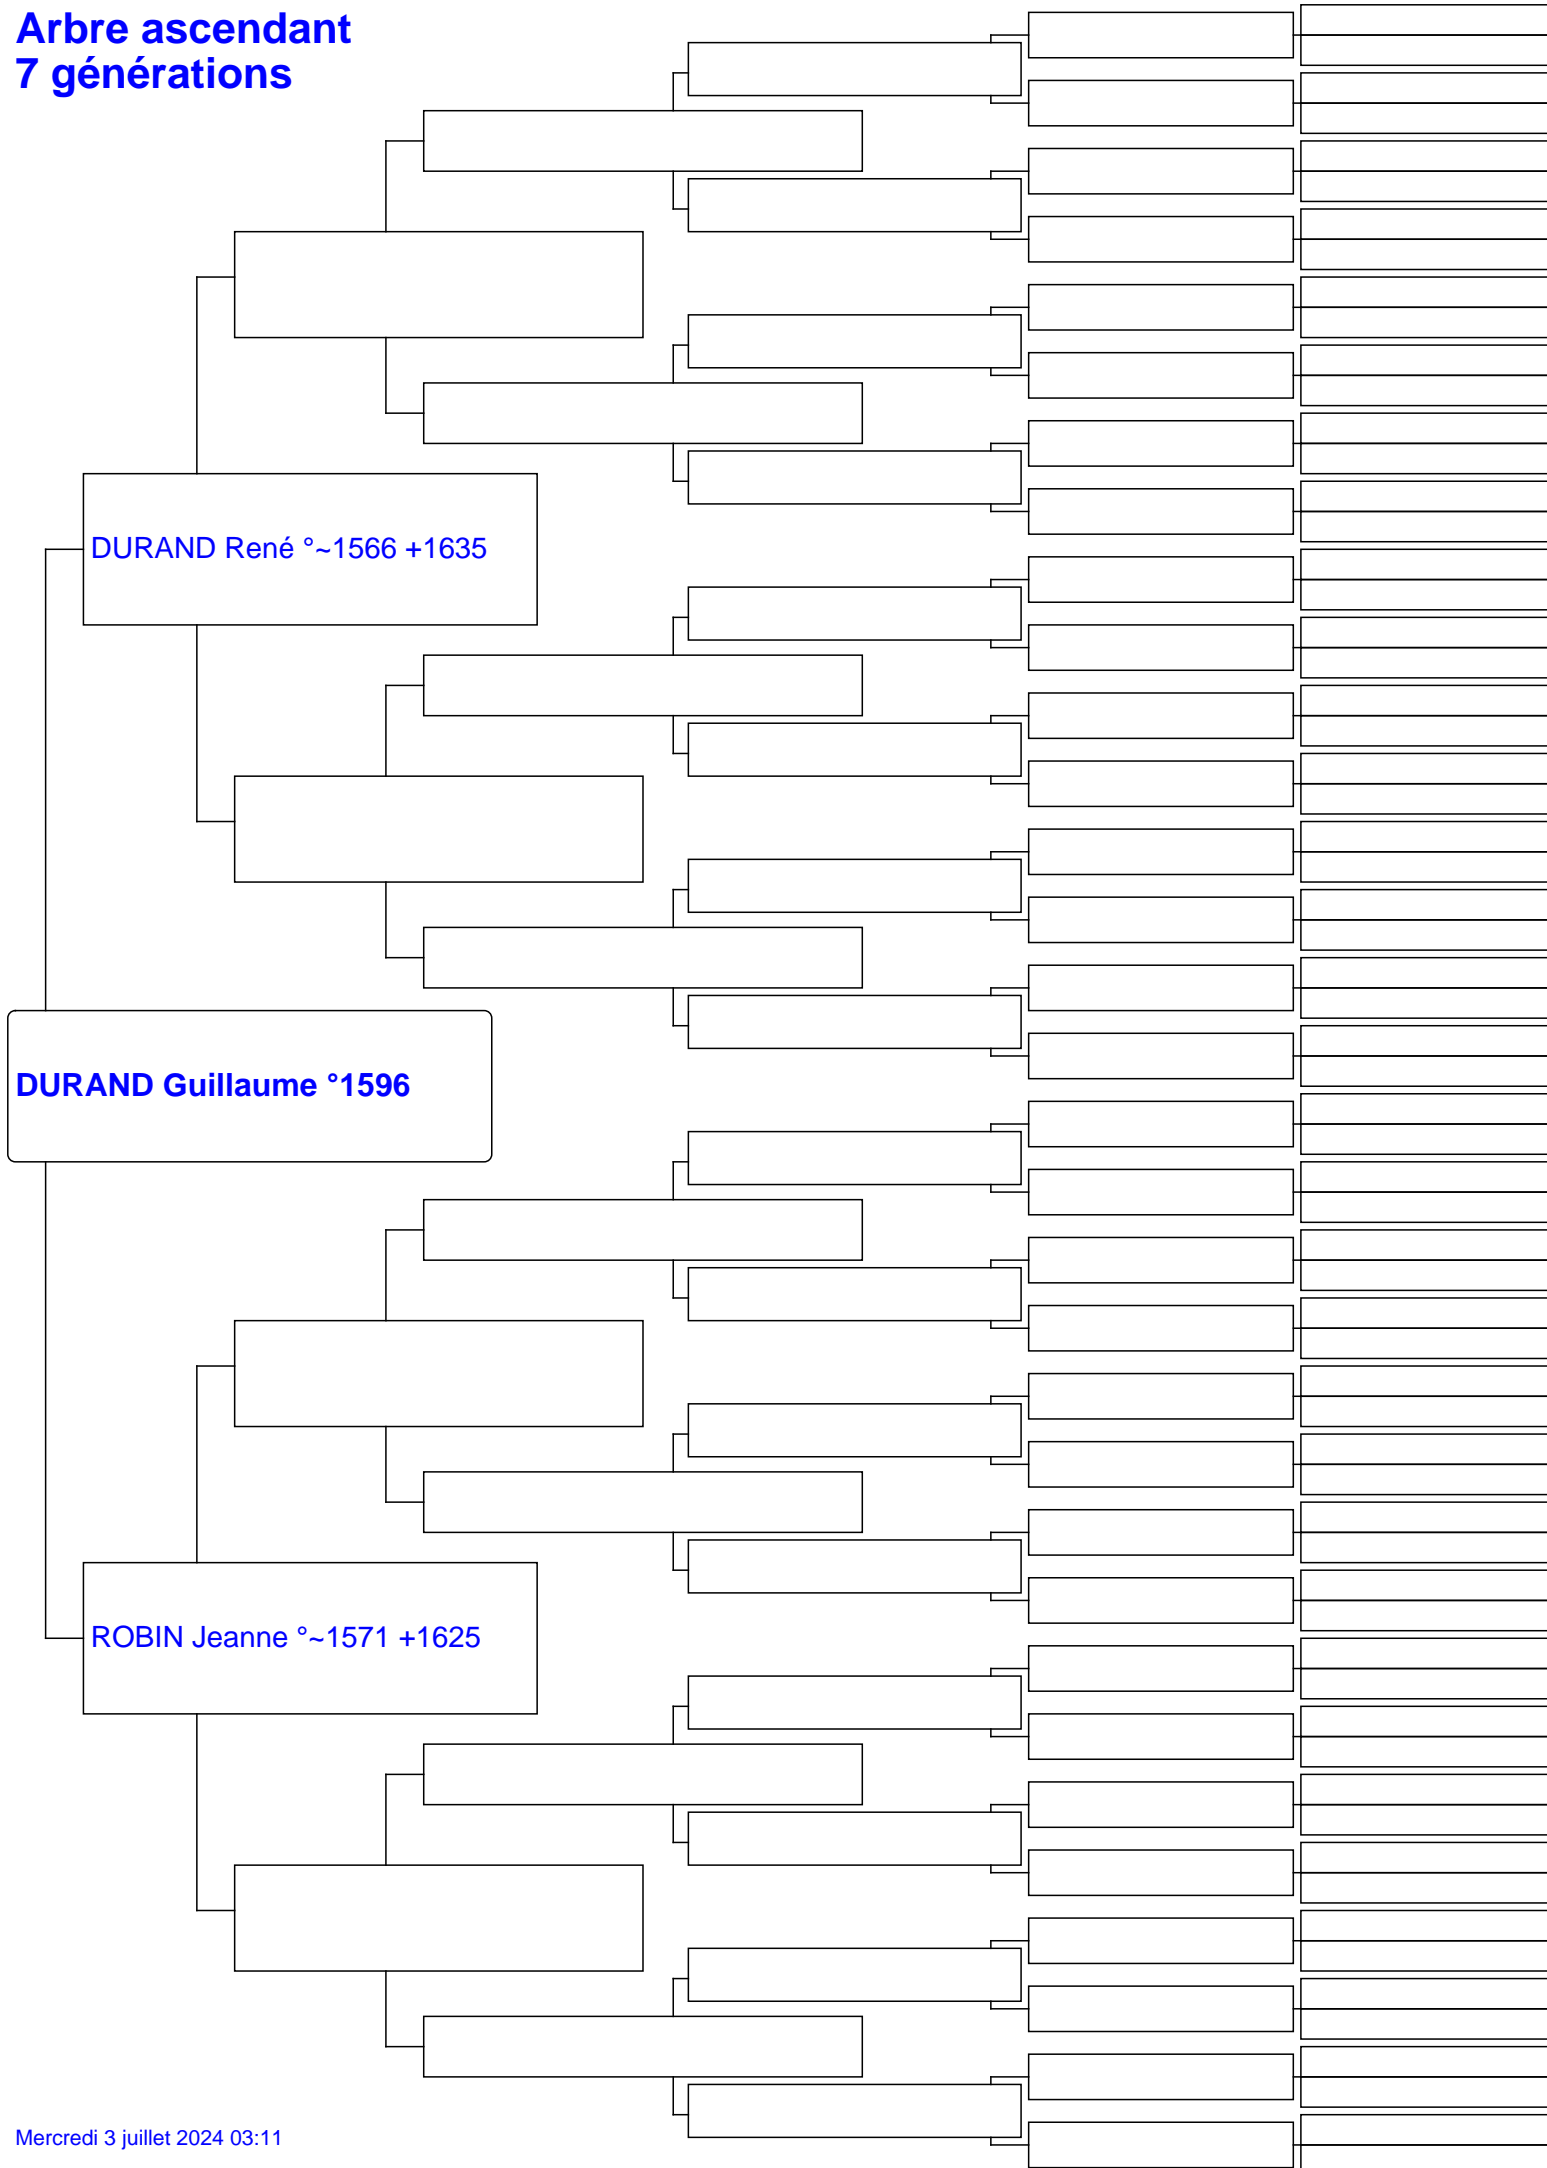 Arbre ascendant
7 générations
DURAND René °~1566 +1635
DURAND Guillaume °1596
ROBIN Jeanne °~1571 +1625
Mercredi 3 juillet 2024 03:11